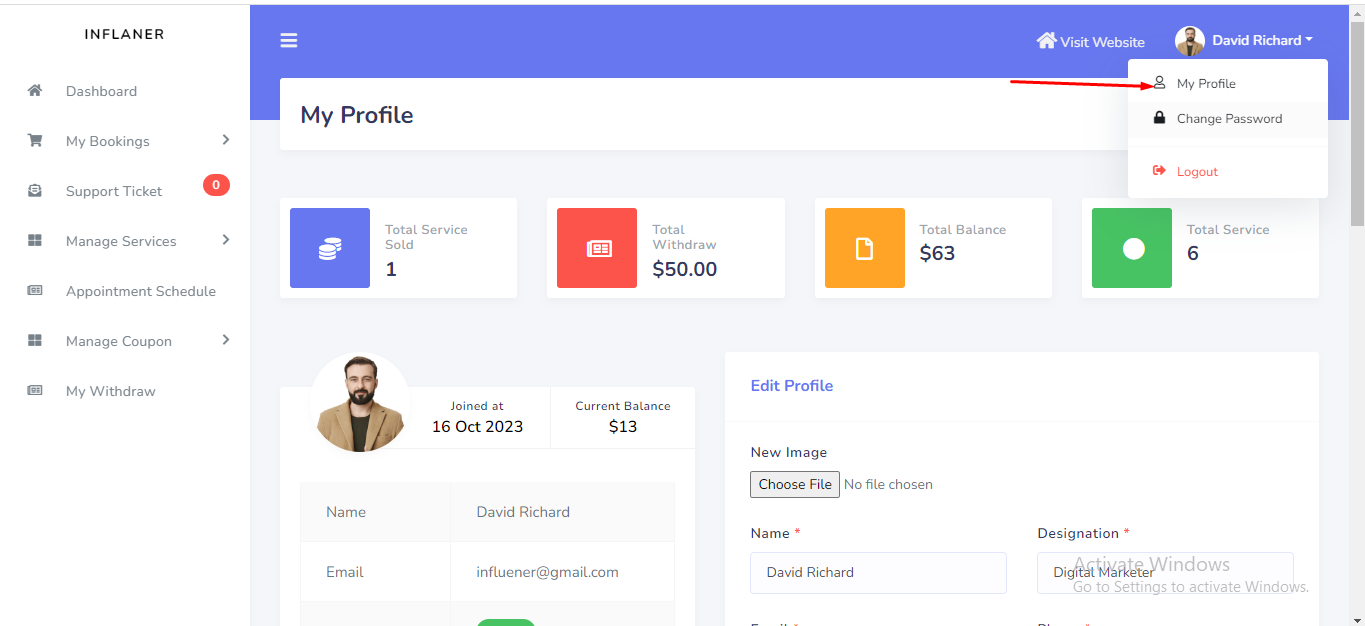 INFLANER
Dashboard
My Bookings
Support Ticket
0
Manage Services
Appointment Schedule
Manage Coupon
My Withdraw
Visit Website
David Richard
My Profile
Change Password
Logout
My Profile
Total Service
Sold
1
Total
Withdraw
$50.00
Total Balance
$63
Total Service
6
Joined at
16 Oct 2023
Current Balance
$13
Name
David Richard
Email
influener@gmail.com
Edit Profile
New Image
Choose File No file chosen
Name *
David Richard
Designation *
Digital Marketer
Activate Windows
Go to Settings to activate Windows.